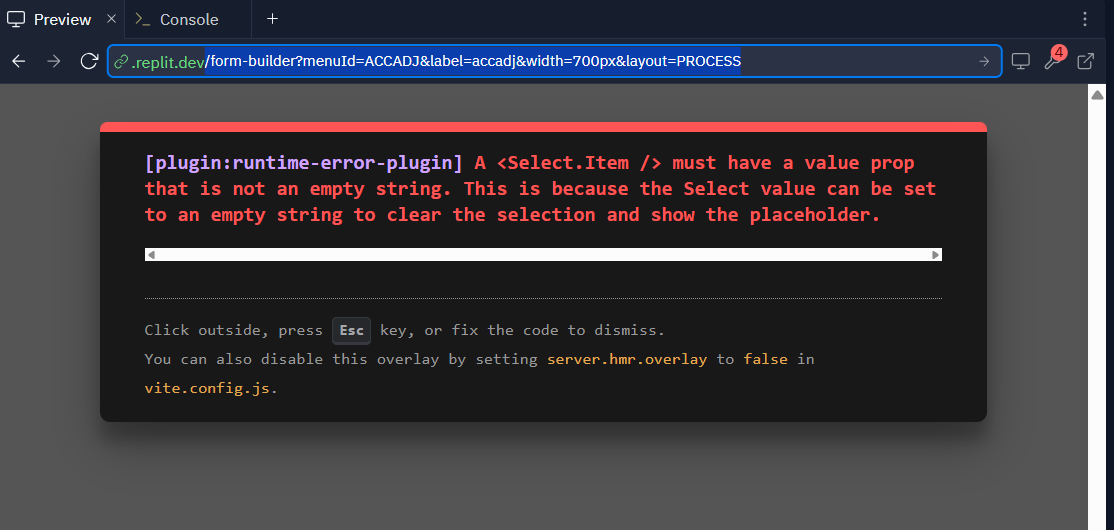 Preview
Console
.replit.dev/form-builder?menuId=ACCADJ&label=accadj&width=700px&layout=PROCESS
4
[plugin:runtime-error-plugin] A <Select.Item /> must have a value prop
that is not an empty string. This is because the Select value can be set
to an empty string to clear the selection and show the placeholder.
Click outside, press Esc key, or fix the code to dismiss.
You can also disable this overlay by setting server.hmr.overlay to false in
vite.config.js.